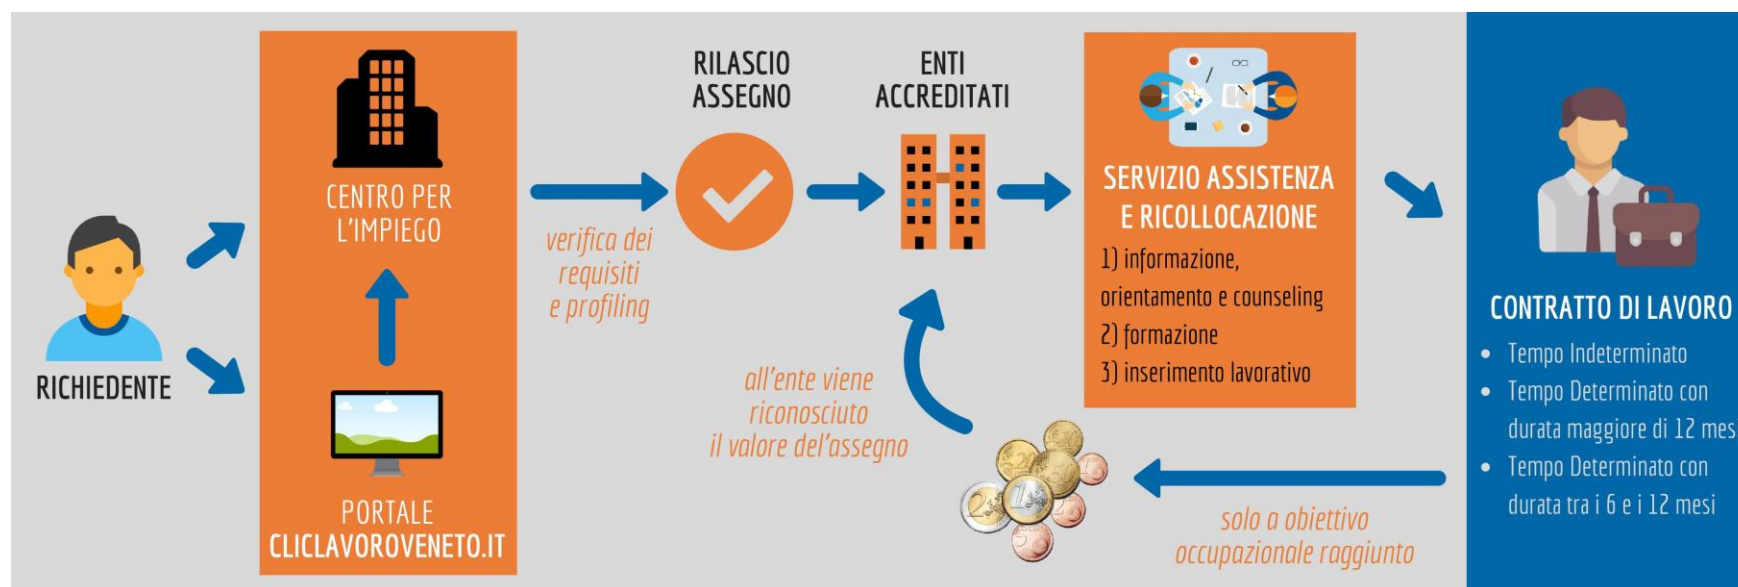 RICHIEDENTE
CENTRO PER
L'IMPIEGO
PORTALE
CLICLAVOROVENETO.IT
verifica dei
requisiti
e profiling
RILASCIO
ASSEGNO
ENTI
ACCREDITATI
SERVIZIO ASSISTENZA
E RICOLLOCAZIONE
1) informazione,
orientamento e counseling
2) formazione
3) inserimento lavorativo
CONTRATTO DI LAVORO
• Tempo Indeterminato
• Tempo Determinato con
durata maggiore di 12 mes
• Tempo Determinato con
durata tra i 6 e i 12 mesi
solo a obiettivo
occupazionale raggiunto
all'ente viene
riconosciuto
il valore del'assegno